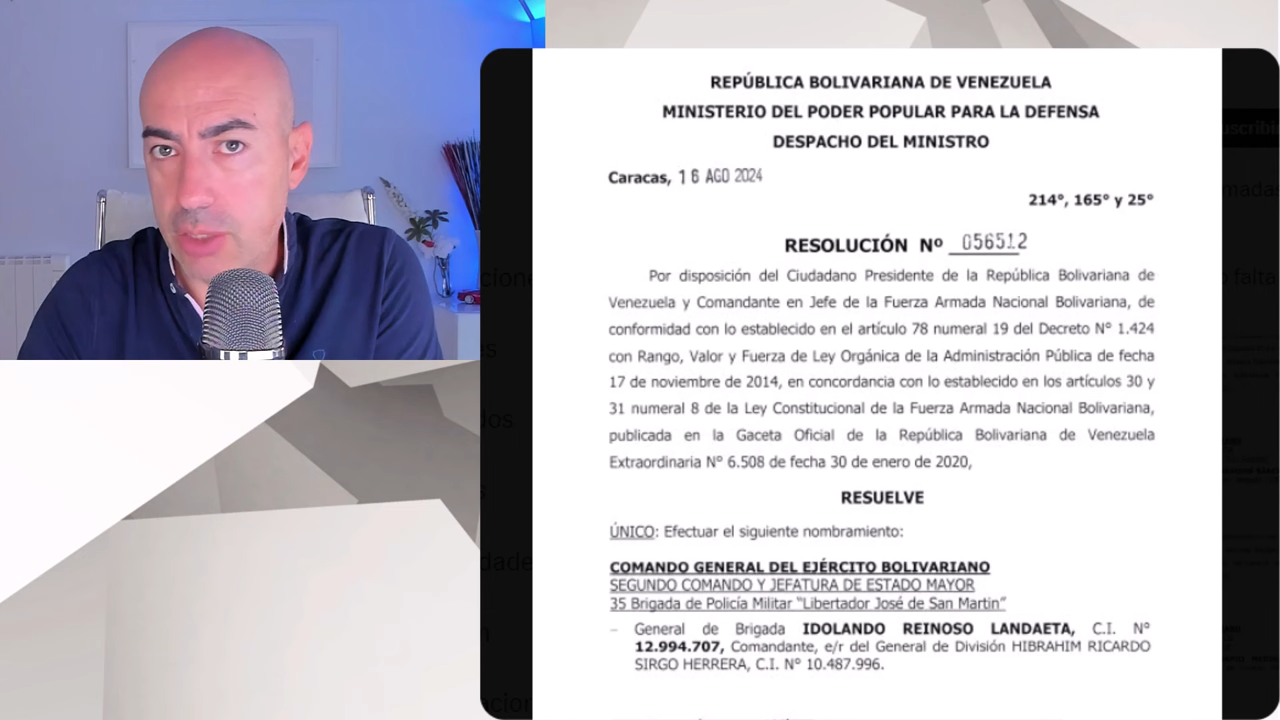 REPÚBLICA BOLIVARIANA DE VENEZUELA
MINISTERIO DEL PODER POPULAR PARA LA DEFENSA
DESPACHO DEL MINISTRO
Caracas, 16 AGO 2024
214°, 165° y 25°
RESOLUCIÓN Nº 056512
Por disposición del Ciudadano Presidente de la República Bolivariana de
Venezuela y Comandante en Jefe de la Fuerza Armada Nacional Bolivariana, de
conformidad con lo establecido en el artículo 78 numeral 19 del Decreto N° 1.424
con Rango, Valor y Fuerza de Ley Orgánica de la Administración Pública de fecha
17 de noviembre de 2014, en concordancia con lo establecido en los artículos 30 y
31 numeral 8 de la Ley Constitucional de la Fuerza Armada Nacional Bolivariana,
publicada en la Gaceta Oficial de la República Bolivariana de Venezuela
Extraordinaria N° 6.508 de fecha 30 de enero de 2020,
RESUELVE
ÚNICO: Efectuar el siguiente nombramiento:
COMANDO GENERAL DEL EJÉRCITO BOLIVARIANO
SEGUNDO COMANDO Y JEFATURA DE ESTADO MAYOR
35 Brigada de Policía Militar "Libertador José de San Martin"
– General de Brigada IDOLANDO REINOSO LANDAETA, C.I. N°
12.994.707, Comandante, e/r del General de División HIBRAHIM RICARDO
SIRGO HERRERA, C.I. N° 10.487.996.